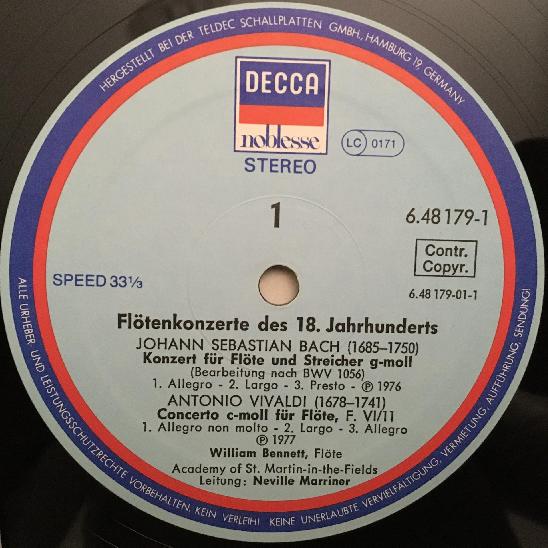 HERGESTELLT BEI DER TELDEC SCHALLPLATTEN GMBH., HAMBURG 19, GERMANY
DECCA
noblesse
STEREO
LC 0171
1
6.48 179-1
Contr.
Copyr.
SPEED 33⅓
6.48 179-01-1
Flötenkonzerte des 18. Jahrhunderts
JOHANN SEBASTIAN BACH (1685–1750)
Konzert für Flöte und Streicher g-moll
(Bearbeitung nach BWV 1056)
1. Allegro - 2. Largo - 3. Presto - ℗ 1976
ANTONIO VIVALDI (1678–1741)
Concerto c-moll für Flöte, F. VI/11
1. Allegro non molto - 2. Largo - 3. Allegro
℗ 1977
William Bennett, Flöte
Academy of St. Martin-in-the-Fields
Leitung: Neville Marriner
ALLE URHEBER UND LEISTUNGSSCHUTZRECHTE VORBEHALTEN, KEIN VERLEIH! KEINE UNERLAUBTE VERVIELFÄLTIGUNG, VERMIETUNG, AUFFÜHRUNG, SENDUNG!